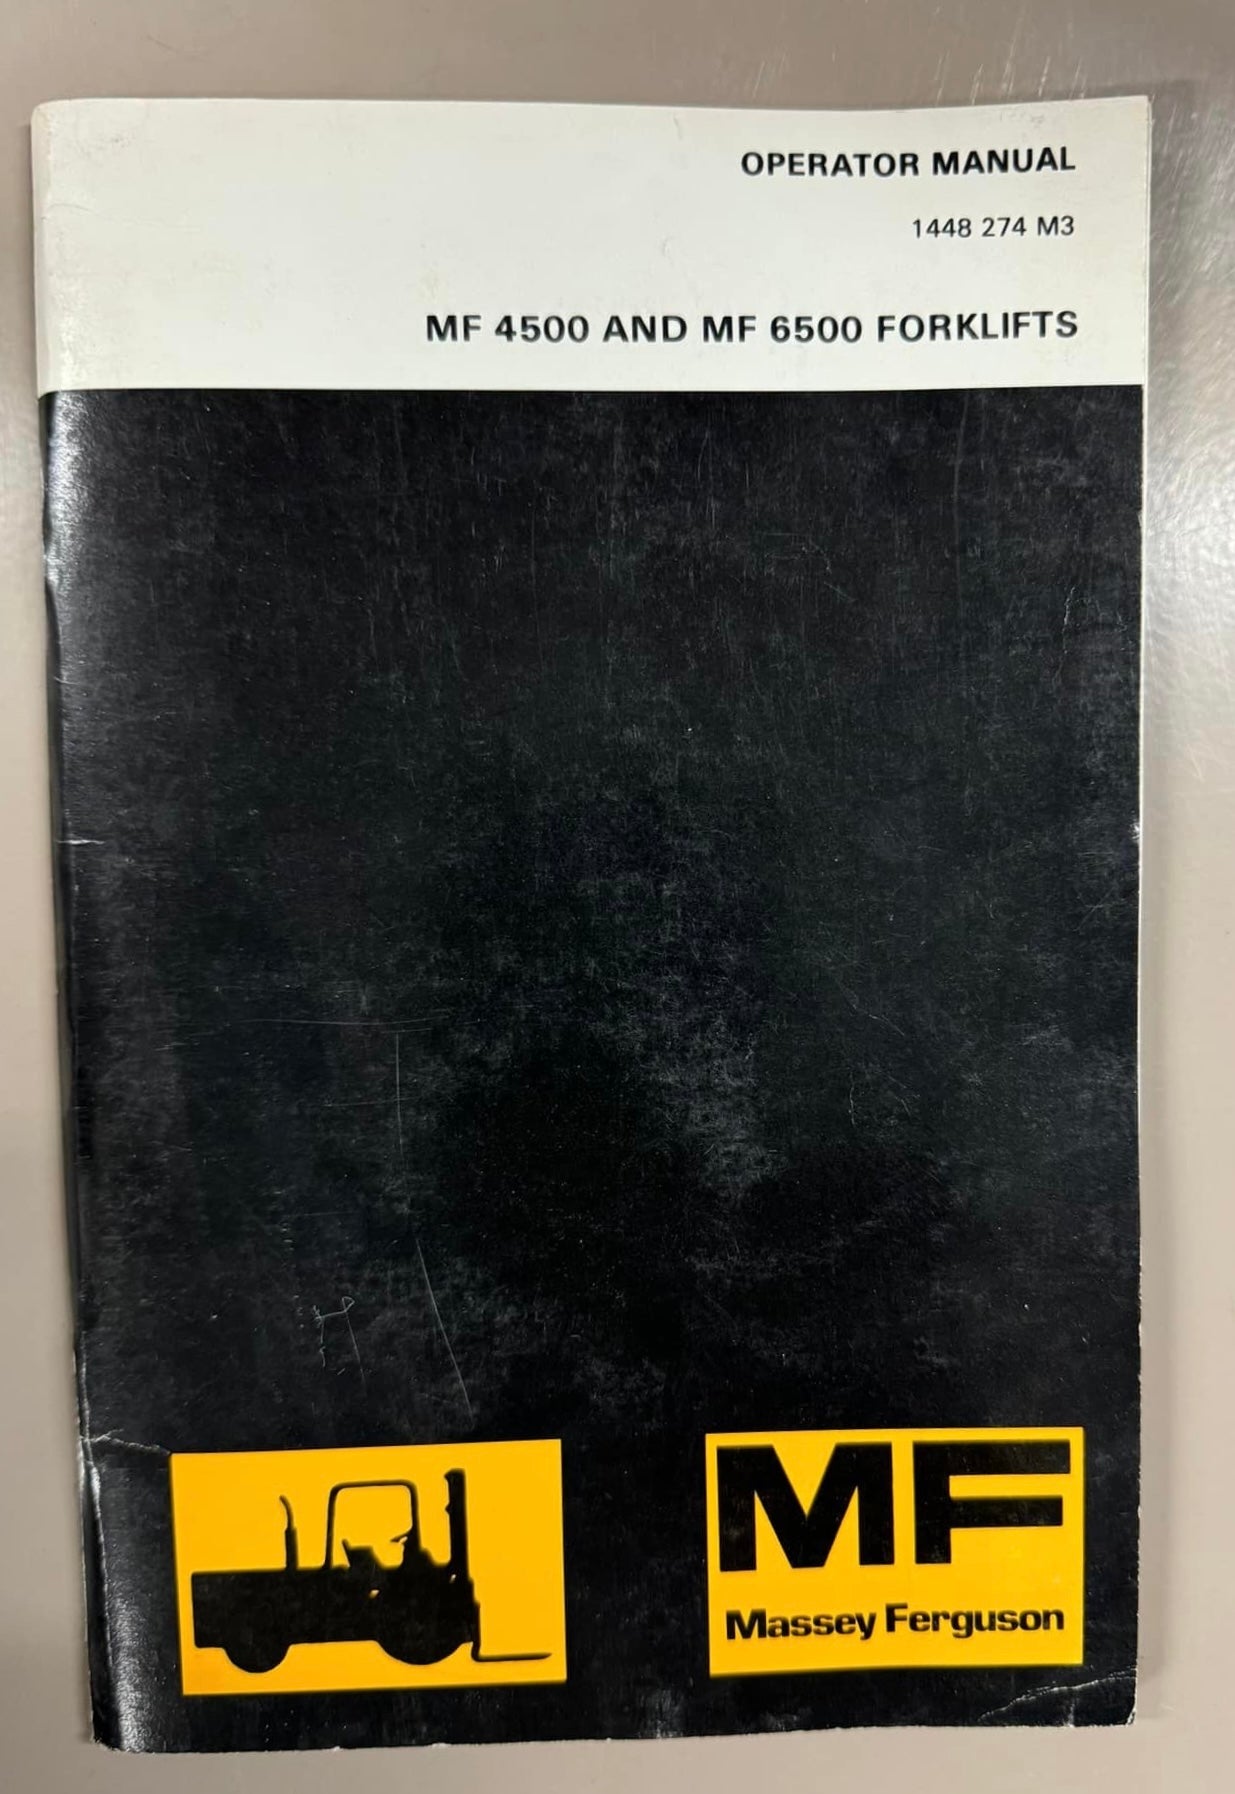 OPERATOR MANUAL
1448 274 M3
MF 4500 AND MF 6500 FORKLIFTS
MF
Massey Ferguson